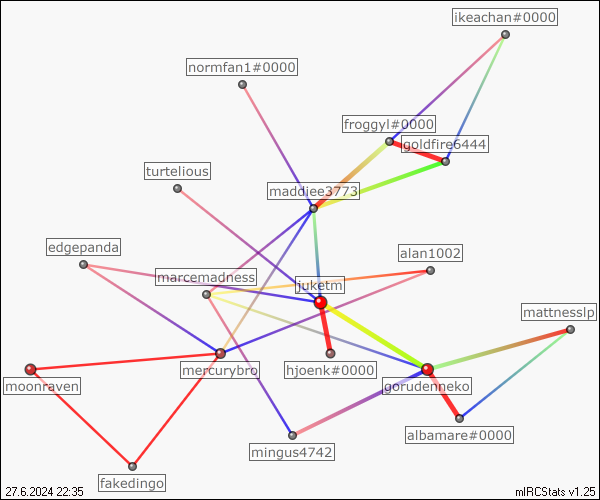 ikeachan#0000
normfan1#0000
froggyl#0000
goldfire6444
turtelious
maddjee3773
edgepanda
alan1002
marcemadness
juketm
mattnesslp
mercurybro
hjoenk#0000
moonraven
gorudenneko
albamare#0000
mingus4742
fakedingo
27.6.2024 22:35
mIRCStats v1.25